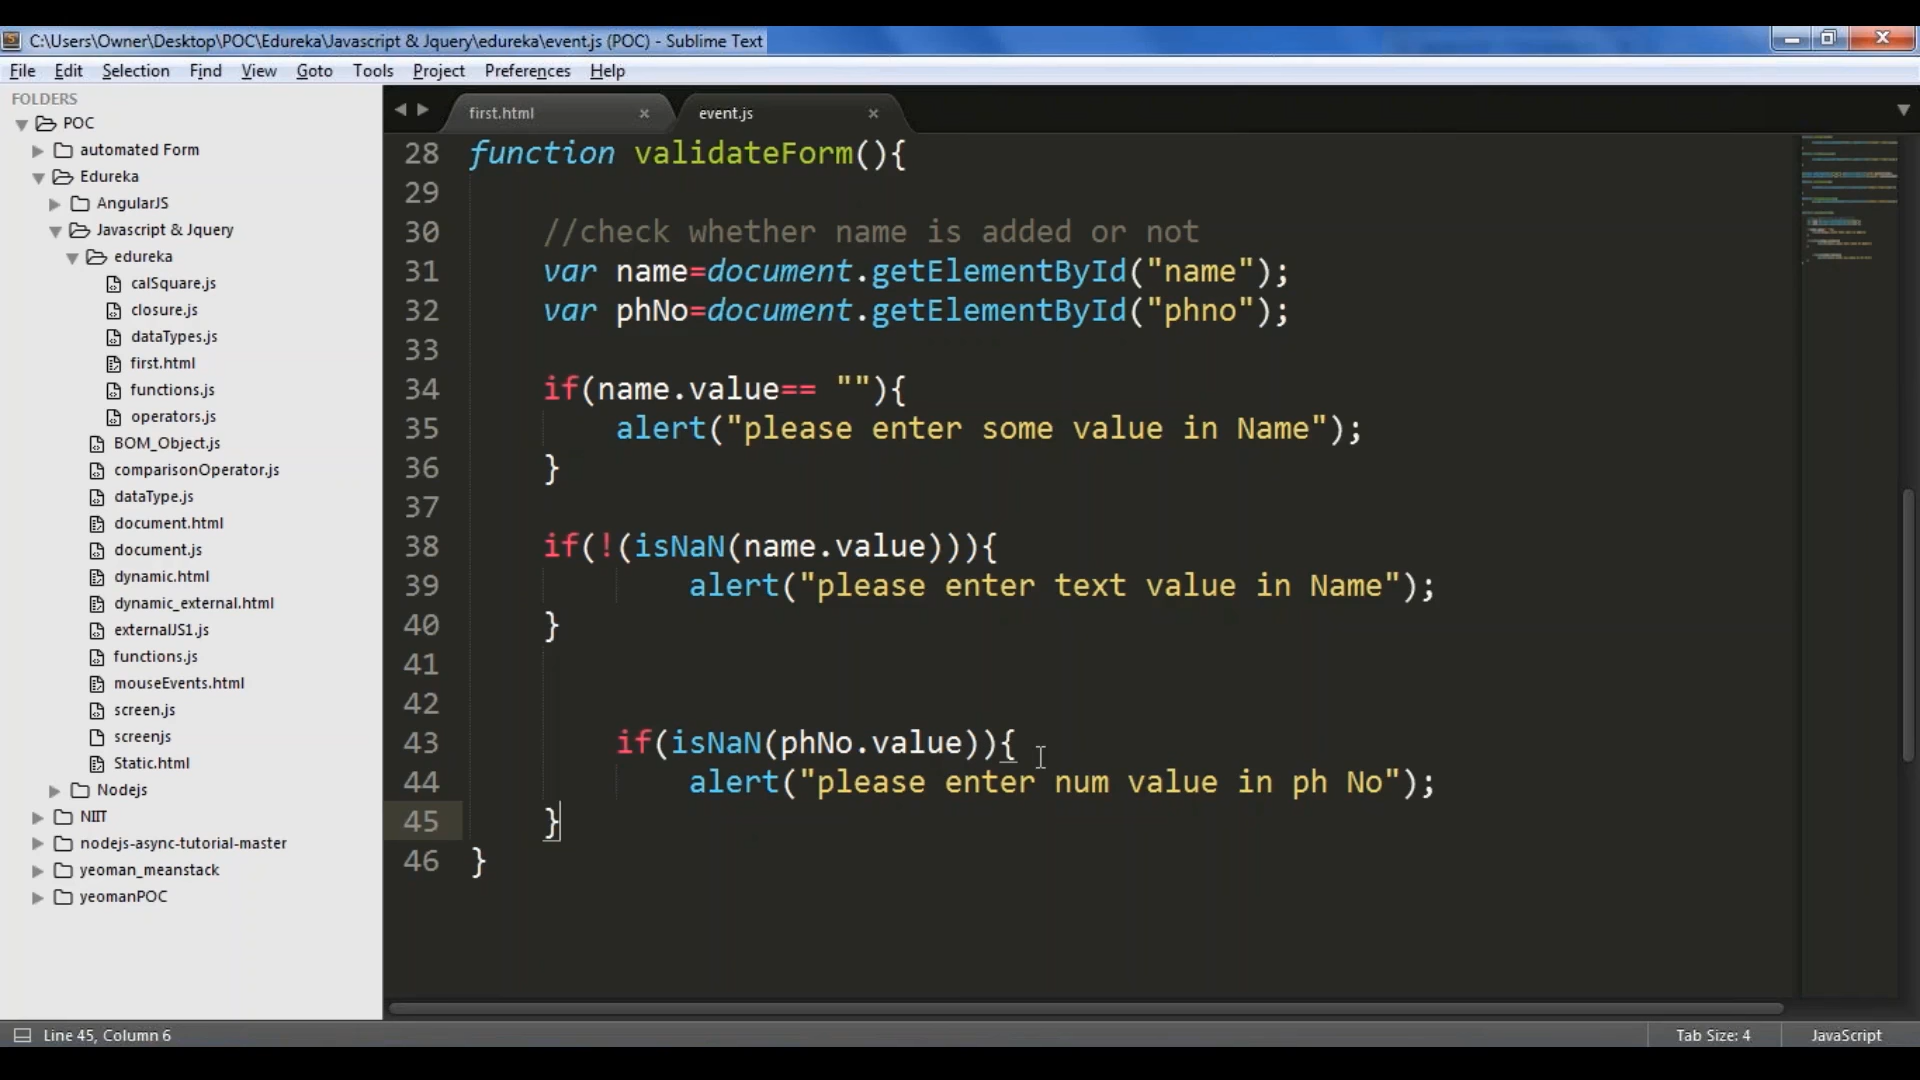 C:\Users\Owner\Desktop\POC\Edureka\Javascript & Jquery\edureka\event.js (POC) - Sublime Text
File Edit Selection Find View Goto Tools Project Preferences Help
FOLDERS
POC
automated Form
Edureka
AngularJS
Javascript & Jquery
edureka
calSquare.js
closure.js
dataTypes.js
first.html
functions.js
operators.js
BOM_Object.js
comparisonOperator.js
dataType.js
document.html
document.js
dynamic.html
dynamic_external.html
externalJS1.js
functions.js
mouseEvents.html
screen.js
screenjs
Static.html
Nodejs
NIIT
nodejs-async-tutorial-master
yeoman_meanstack
yeomanPOC
first.html event.js
28 function validateForm(){
29
30 //check whether name is added or not
31 var name=document.getElementById("name");
32 var phNo=document.getElementById("phno");
33
34 if(name.value== ""){
35 alert("please enter some value in Name");
36 }
37
38 if(!(isNaN(name.value))){
39 alert("please enter text value in Name");
40 }
41
42
43 if(isNaN(phNo.value)){
44 alert("please enter num value in ph No");
45 }
46 }
Line 45, Column 6 Tab Size: 4 JavaScript